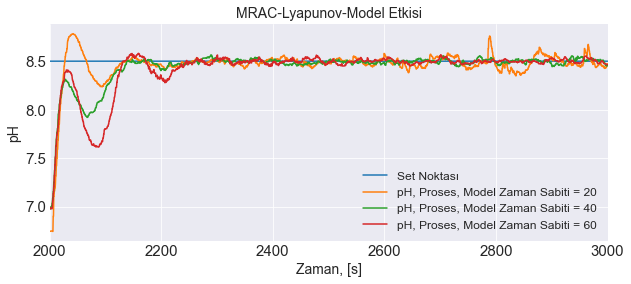 MRAC-Lyapunov-Model Etkisi
pH
8.5
8.0
7.5
7.0
Set Noktası
pH, Proses, Model Zaman Sabiti = 20
pH, Proses, Model Zaman Sabiti = 40
pH, Proses, Model Zaman Sabiti = 60
2000 2200 2400 2600 2800 3000
Zaman, [s]